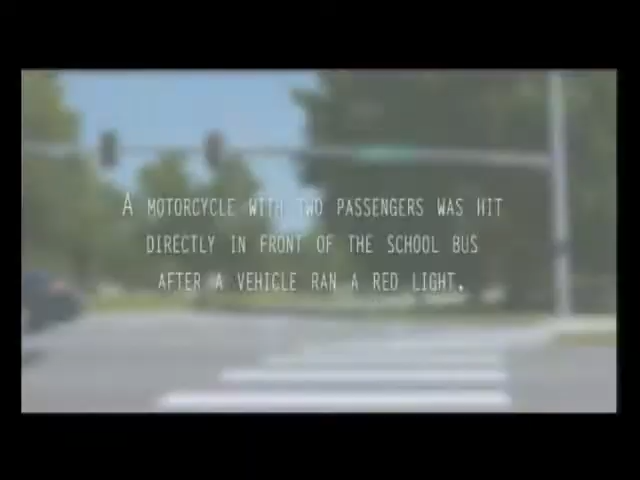 A MOTORCYCLE WITH TWO PASSENGERS WAS HIT
DIRECTLY IN FRONT OF THE SCHOOL BUS
AFTER A VEHICLE RAN A RED LIGHT.